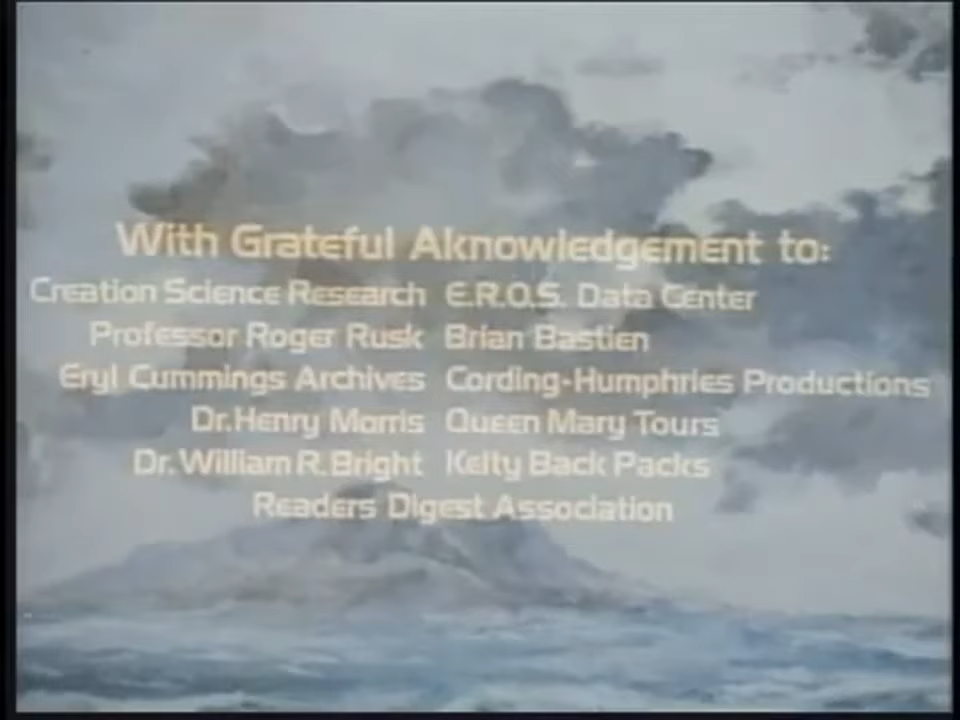 With Grateful Aknowledgement to:
Creation Science Research E.R.O.S. Data Center
Professor Roger Rusk Brian Bastien
Eryl Cummings Archives Cording-Humphries Productions
Dr. Henry Morris Queen Mary Tours
Dr. William R. Bright Kelty Back Packs
Readers Digest Association